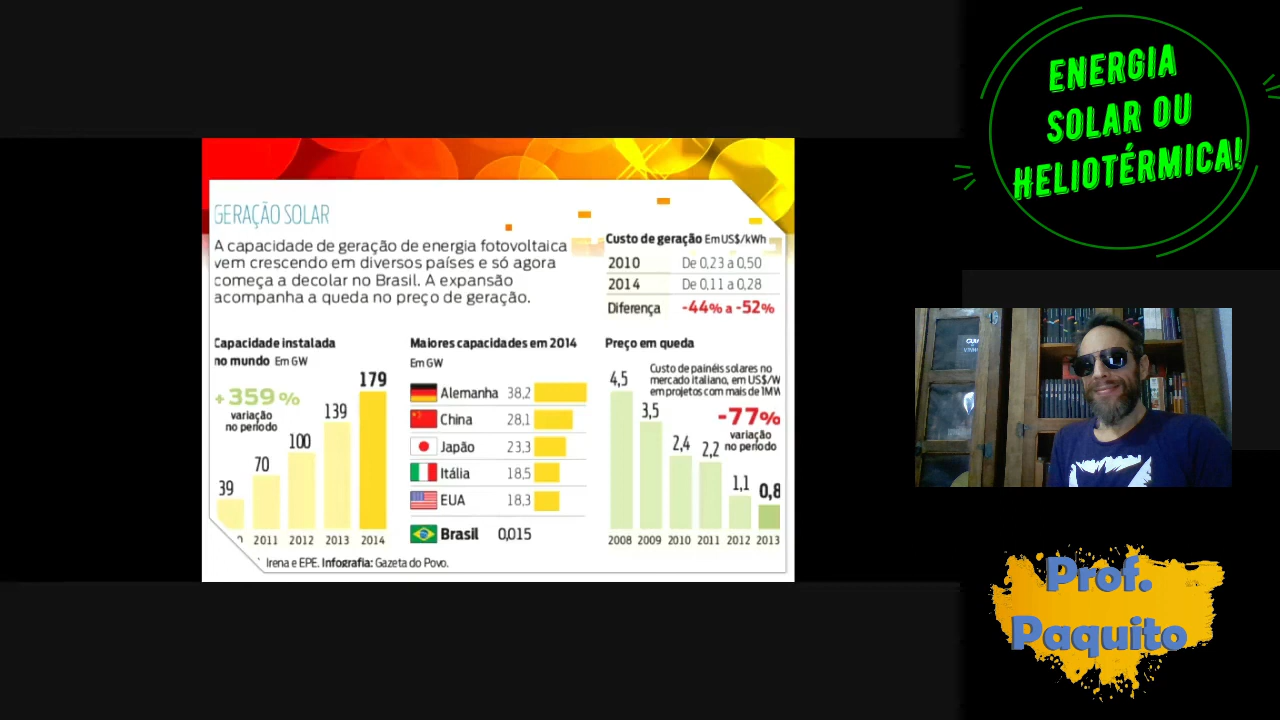 ENERGIA
SOLAR OU
HELIOTÉRMICA!
GERAÇÃO SOLAR
A capacidade de geração de energia fotovoltaica
vem crescendo em diversos países e só agora
começa a decolar no Brasil. A expansão
acompanha a queda no preço de geração.
Custo de geração Em US$/kWh
2010 De 0,23 a 0,50
2014 De 0,11 a 0,28
Diferença -44% a -52%
Capacidade instalada
no mundo Em GW
+359%
variação
no período
39
70
100
139
179
2011 2012 2013 2014
Maiores capacidades em 2014
Em GW
Alemanha 38,2
China 28,1
Japão 23,3
Itália 18,5
EUA 18,3
Brasil 0,015
Preço em queda
Custo de painéis solares no
mercado italiano, em US$/W
em projetos com mais de 1MW
-77%
variação
no período
4,5
3,5
2,4
2,2
1,1
0,8
2008 2009 2010 2011 2012 2013
Irena e EPE. Infografia: Gazeta do Povo.
Prof.
Paquito